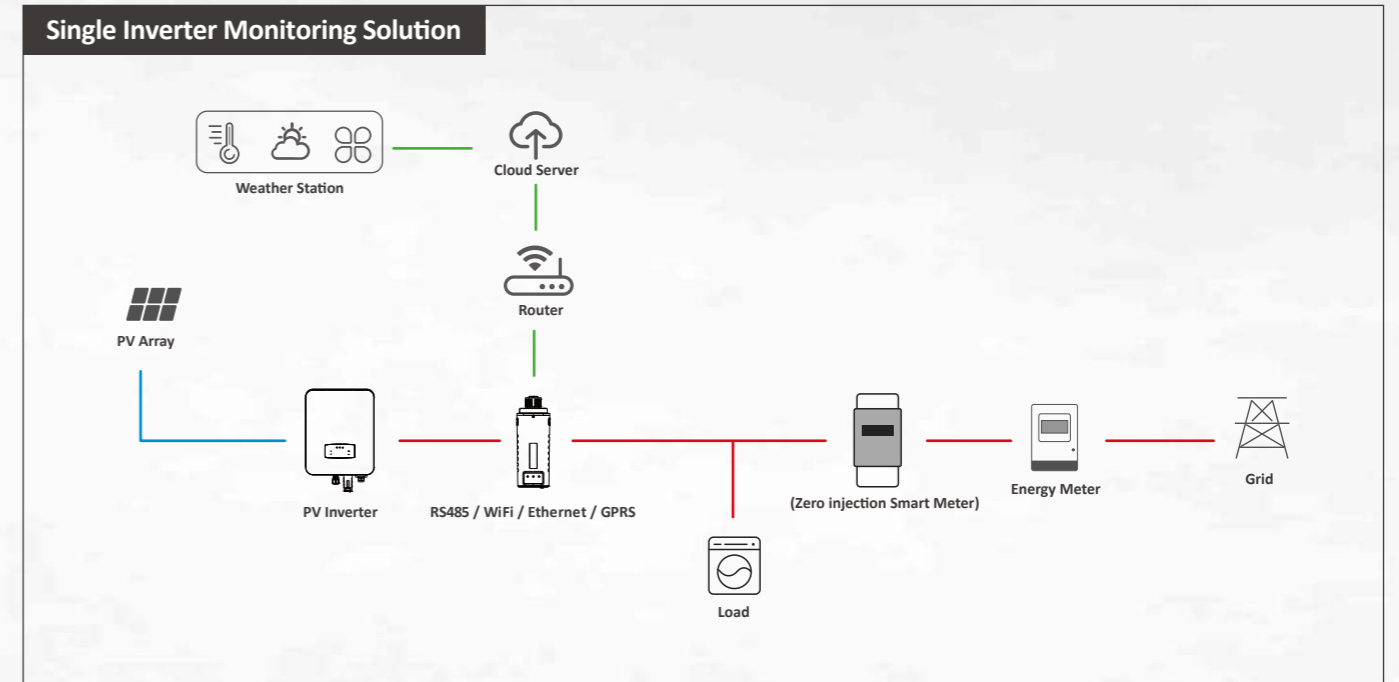 Single Inverter Monitoring Solution
Weather Station
Cloud Server
Router
PV Array
PV Inverter
RS485 / WiFi / Ethernet / GPRS
(Zero injection Smart Meter)
Energy Meter
Grid
Load